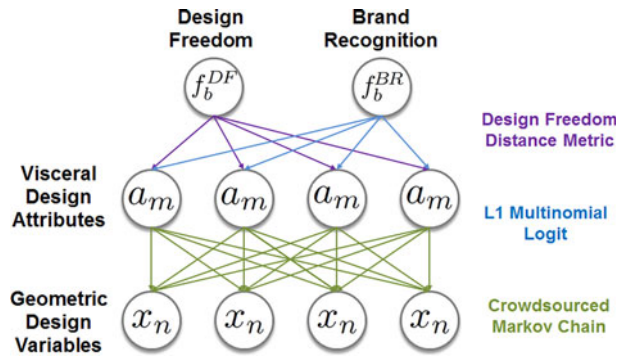 Design
Freedom
Brand
Recognition
f_b^{DF}
f_b^{BR}
Design Freedom
Distance Metric
Visceral
Design
Attributes
a_m a_m a_m a_m
L1 Multinomial
Logit
Geometric
Design
Variables
x_n x_n x_n x_n
Crowdsourced
Markov Chain